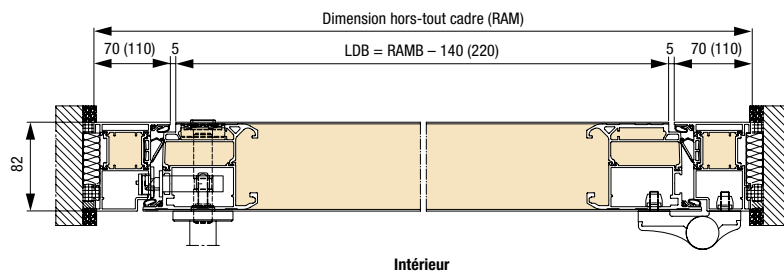 Dimension hors-tout cadre (RAM)
70 (110) 5 LDB = RAMB – 140 (220) 5 70 (110)
82
Intérieur